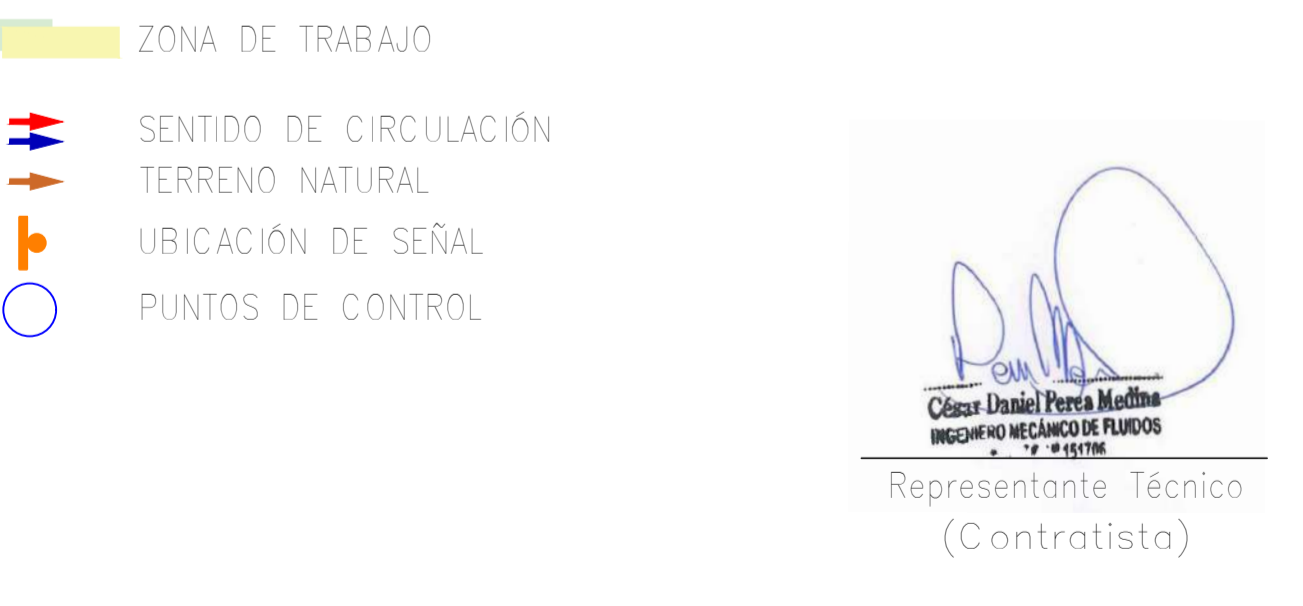 ZONA DE TRABAJO
SENTIDO DE CIRCULACIÓN
TERRENO NATURAL
UBICACIÓN DE SEÑAL
PUNTOS DE CONTROL
César Daniel Perea Medina
INGENIERO MECÁNICO DE FLUIDOS
151706
Representante Técnico
(Contratista)